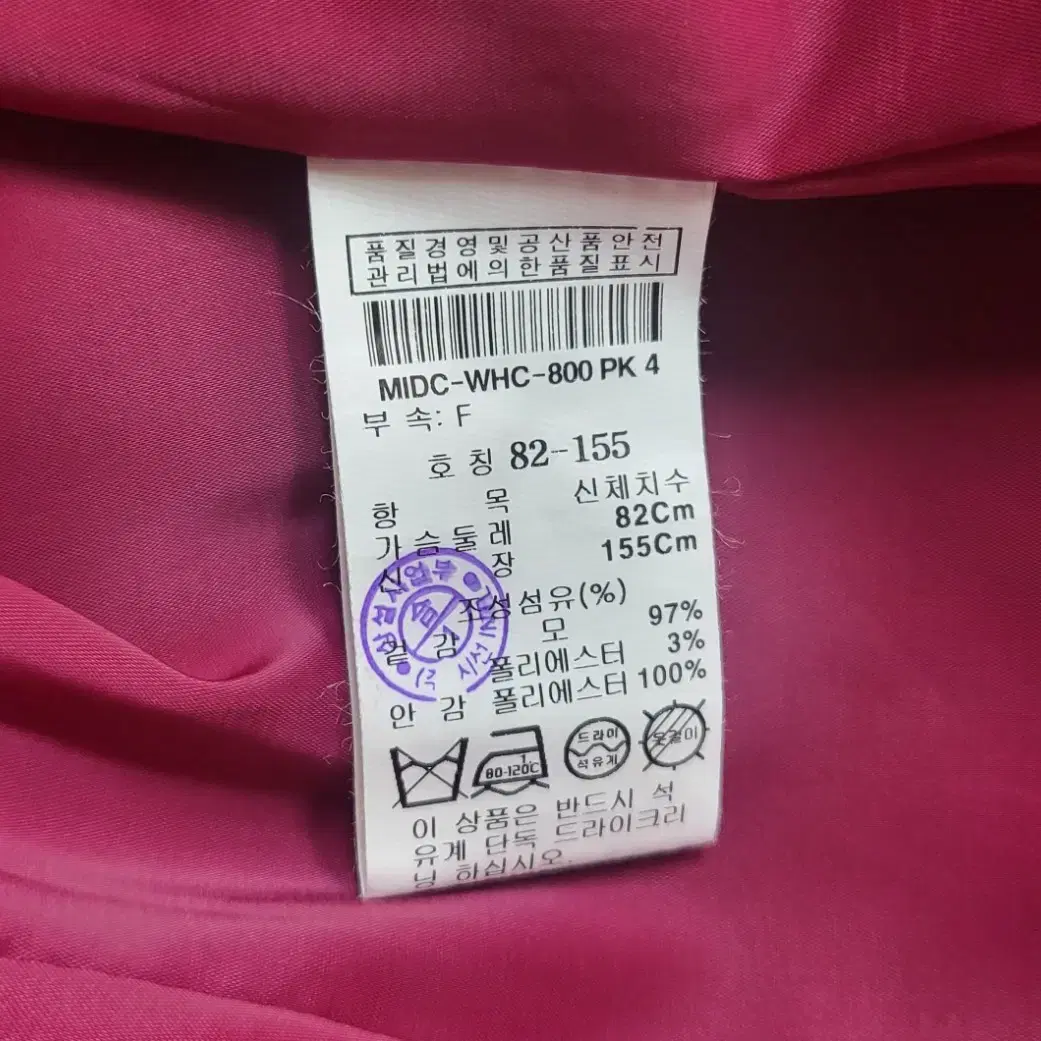 품질경영및공산품안전
관리법에의한품질표시
MIDC-WHC-800 PK 4
부 속: F
호 칭 82-155
항 목 신체치수
가슴둘레 82Cm
신 장 155Cm
조성섬유(%)
겉 감 모 97%
폴리에스터 3%
안 감 폴리에스터 100%
80-120℃
드라이
석유계
옷걸이
이 상품은 반드시 석
유계 단독 드라이크리
닝 하십시오.